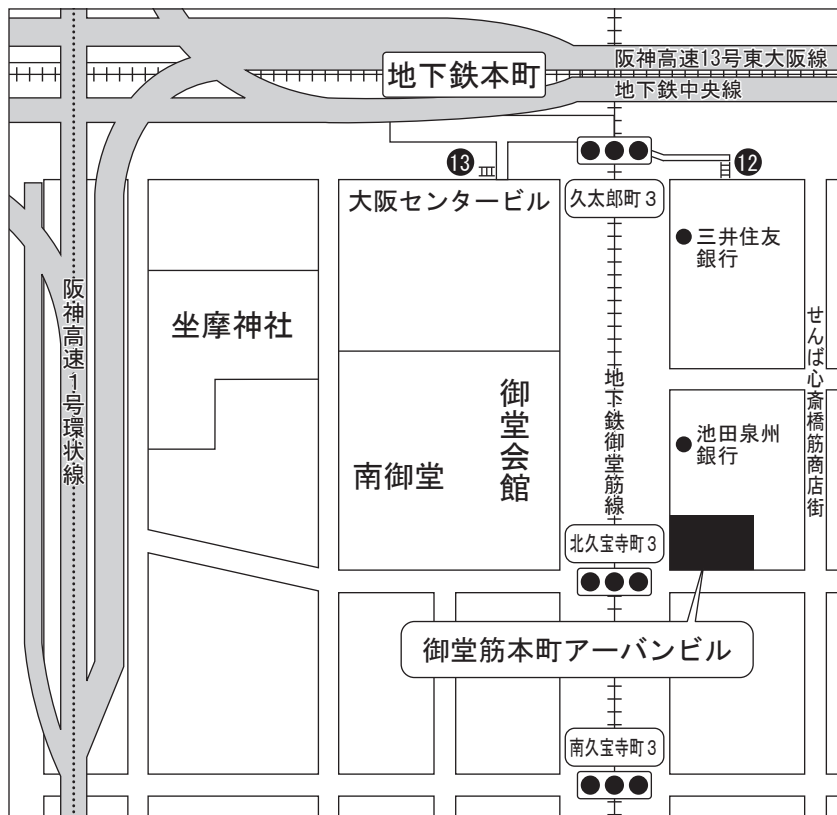 阪神高速13号東大阪線
地下鉄本町
地下鉄中央線
13
12
大阪センタービル
久太郎町3
三井住友
銀行
阪神高速1号環状線
坐摩神社
せんば心斎橋筋商店街
御堂会館
地下鉄御堂筋線
池田泉州
銀行
南御堂
北久宝寺町3
御堂筋本町アーバンビル
南久宝寺町3